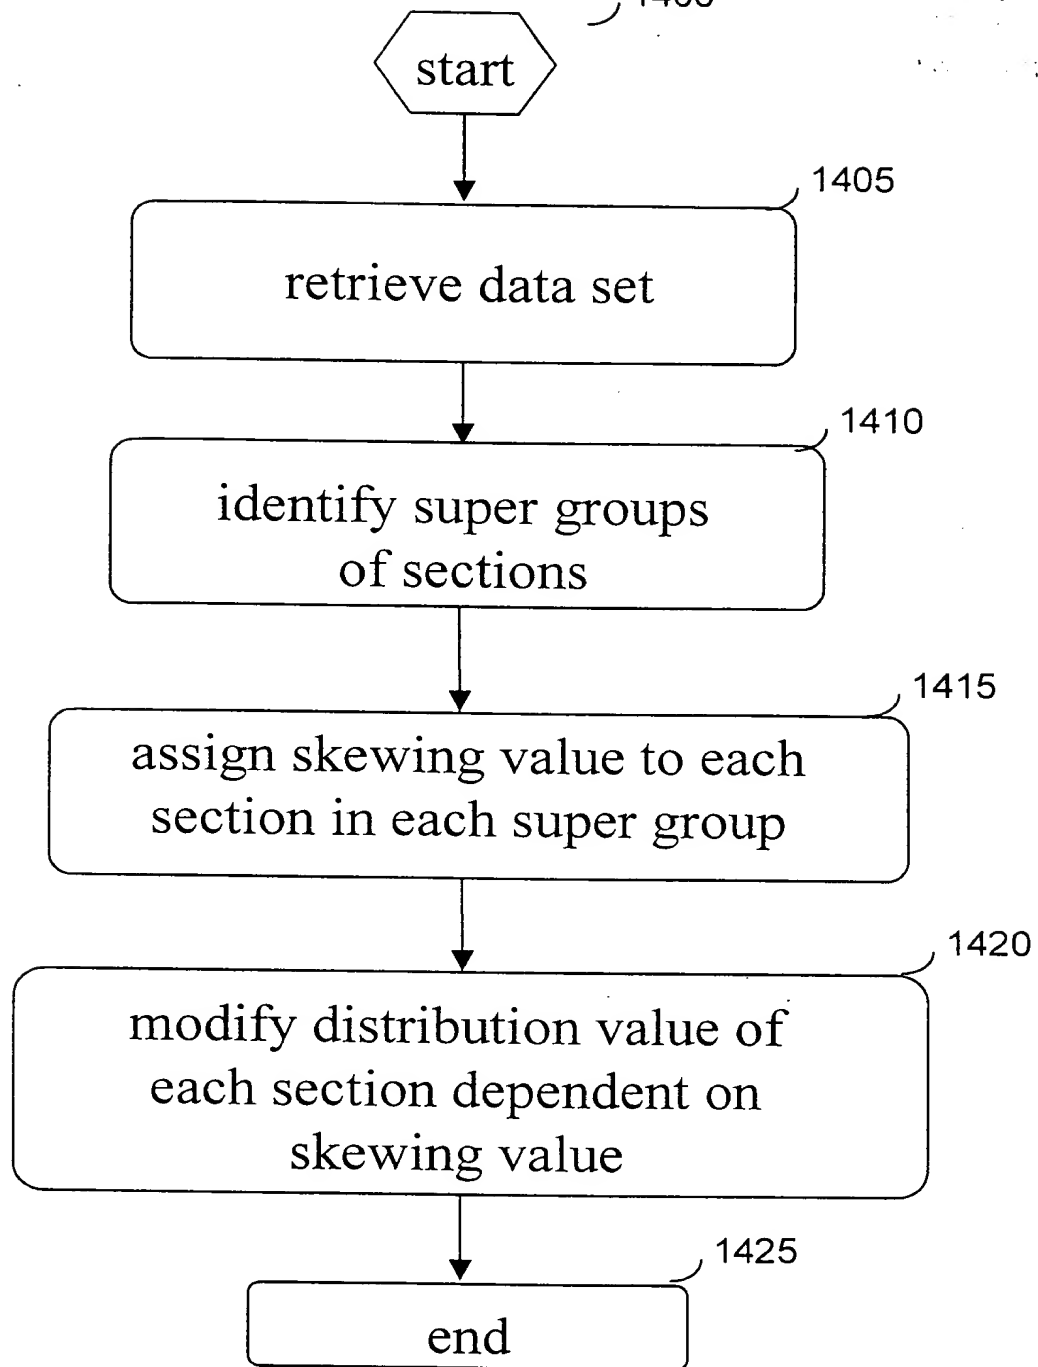 start
1405
retrieve data set
1410
identify super groups
of sections
1415
assign skewing value to each
section in each super group
1420
modify distribution value of
each section dependent on
skewing value
1425
end